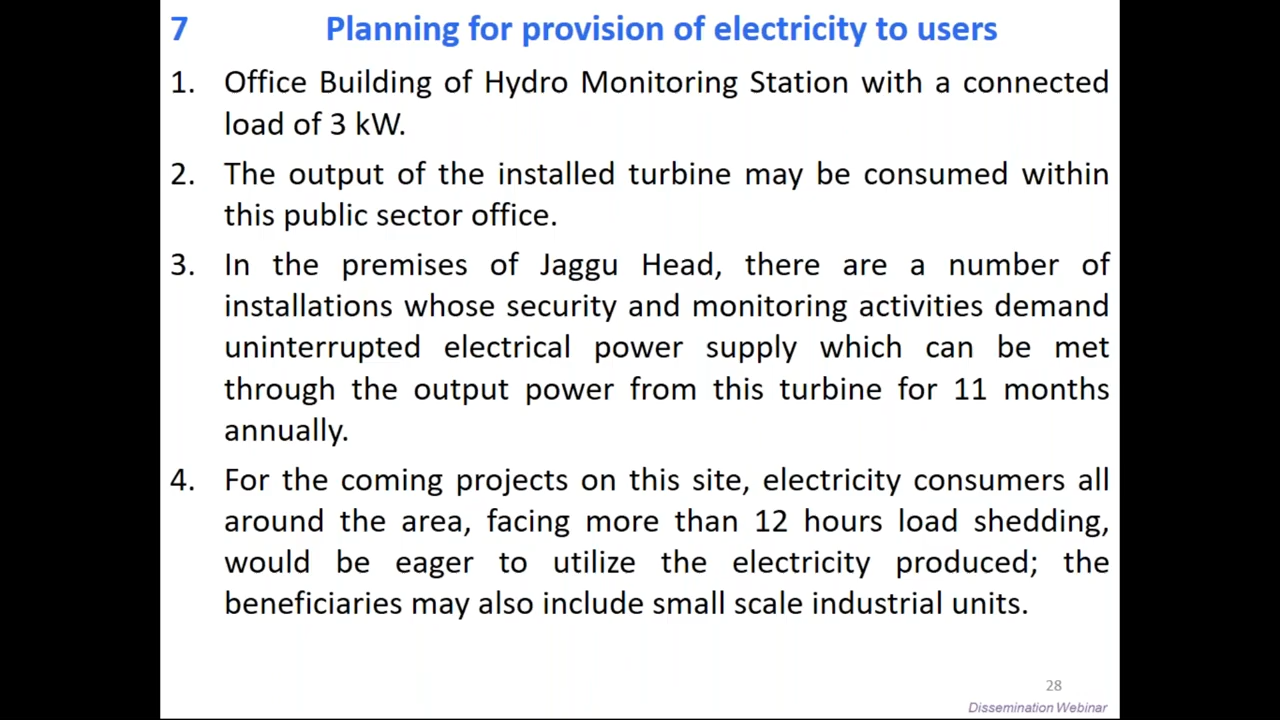 7 Planning for provision of electricity to users
1. Office Building of Hydro Monitoring Station with a connected
load of 3 kW.
2. The output of the installed turbine may be consumed within
this public sector office.
3. In the premises of Jaggu Head, there are a number of
installations whose security and monitoring activities demand
uninterrupted electrical power supply which can be met
through the output power from this turbine for 11 months
annually.
4. For the coming projects on this site, electricity consumers all
around the area, facing more than 12 hours load shedding,
would be eager to utilize the electricity produced; the
beneficiaries may also include small scale industrial units.
28
Dissemination Webinar